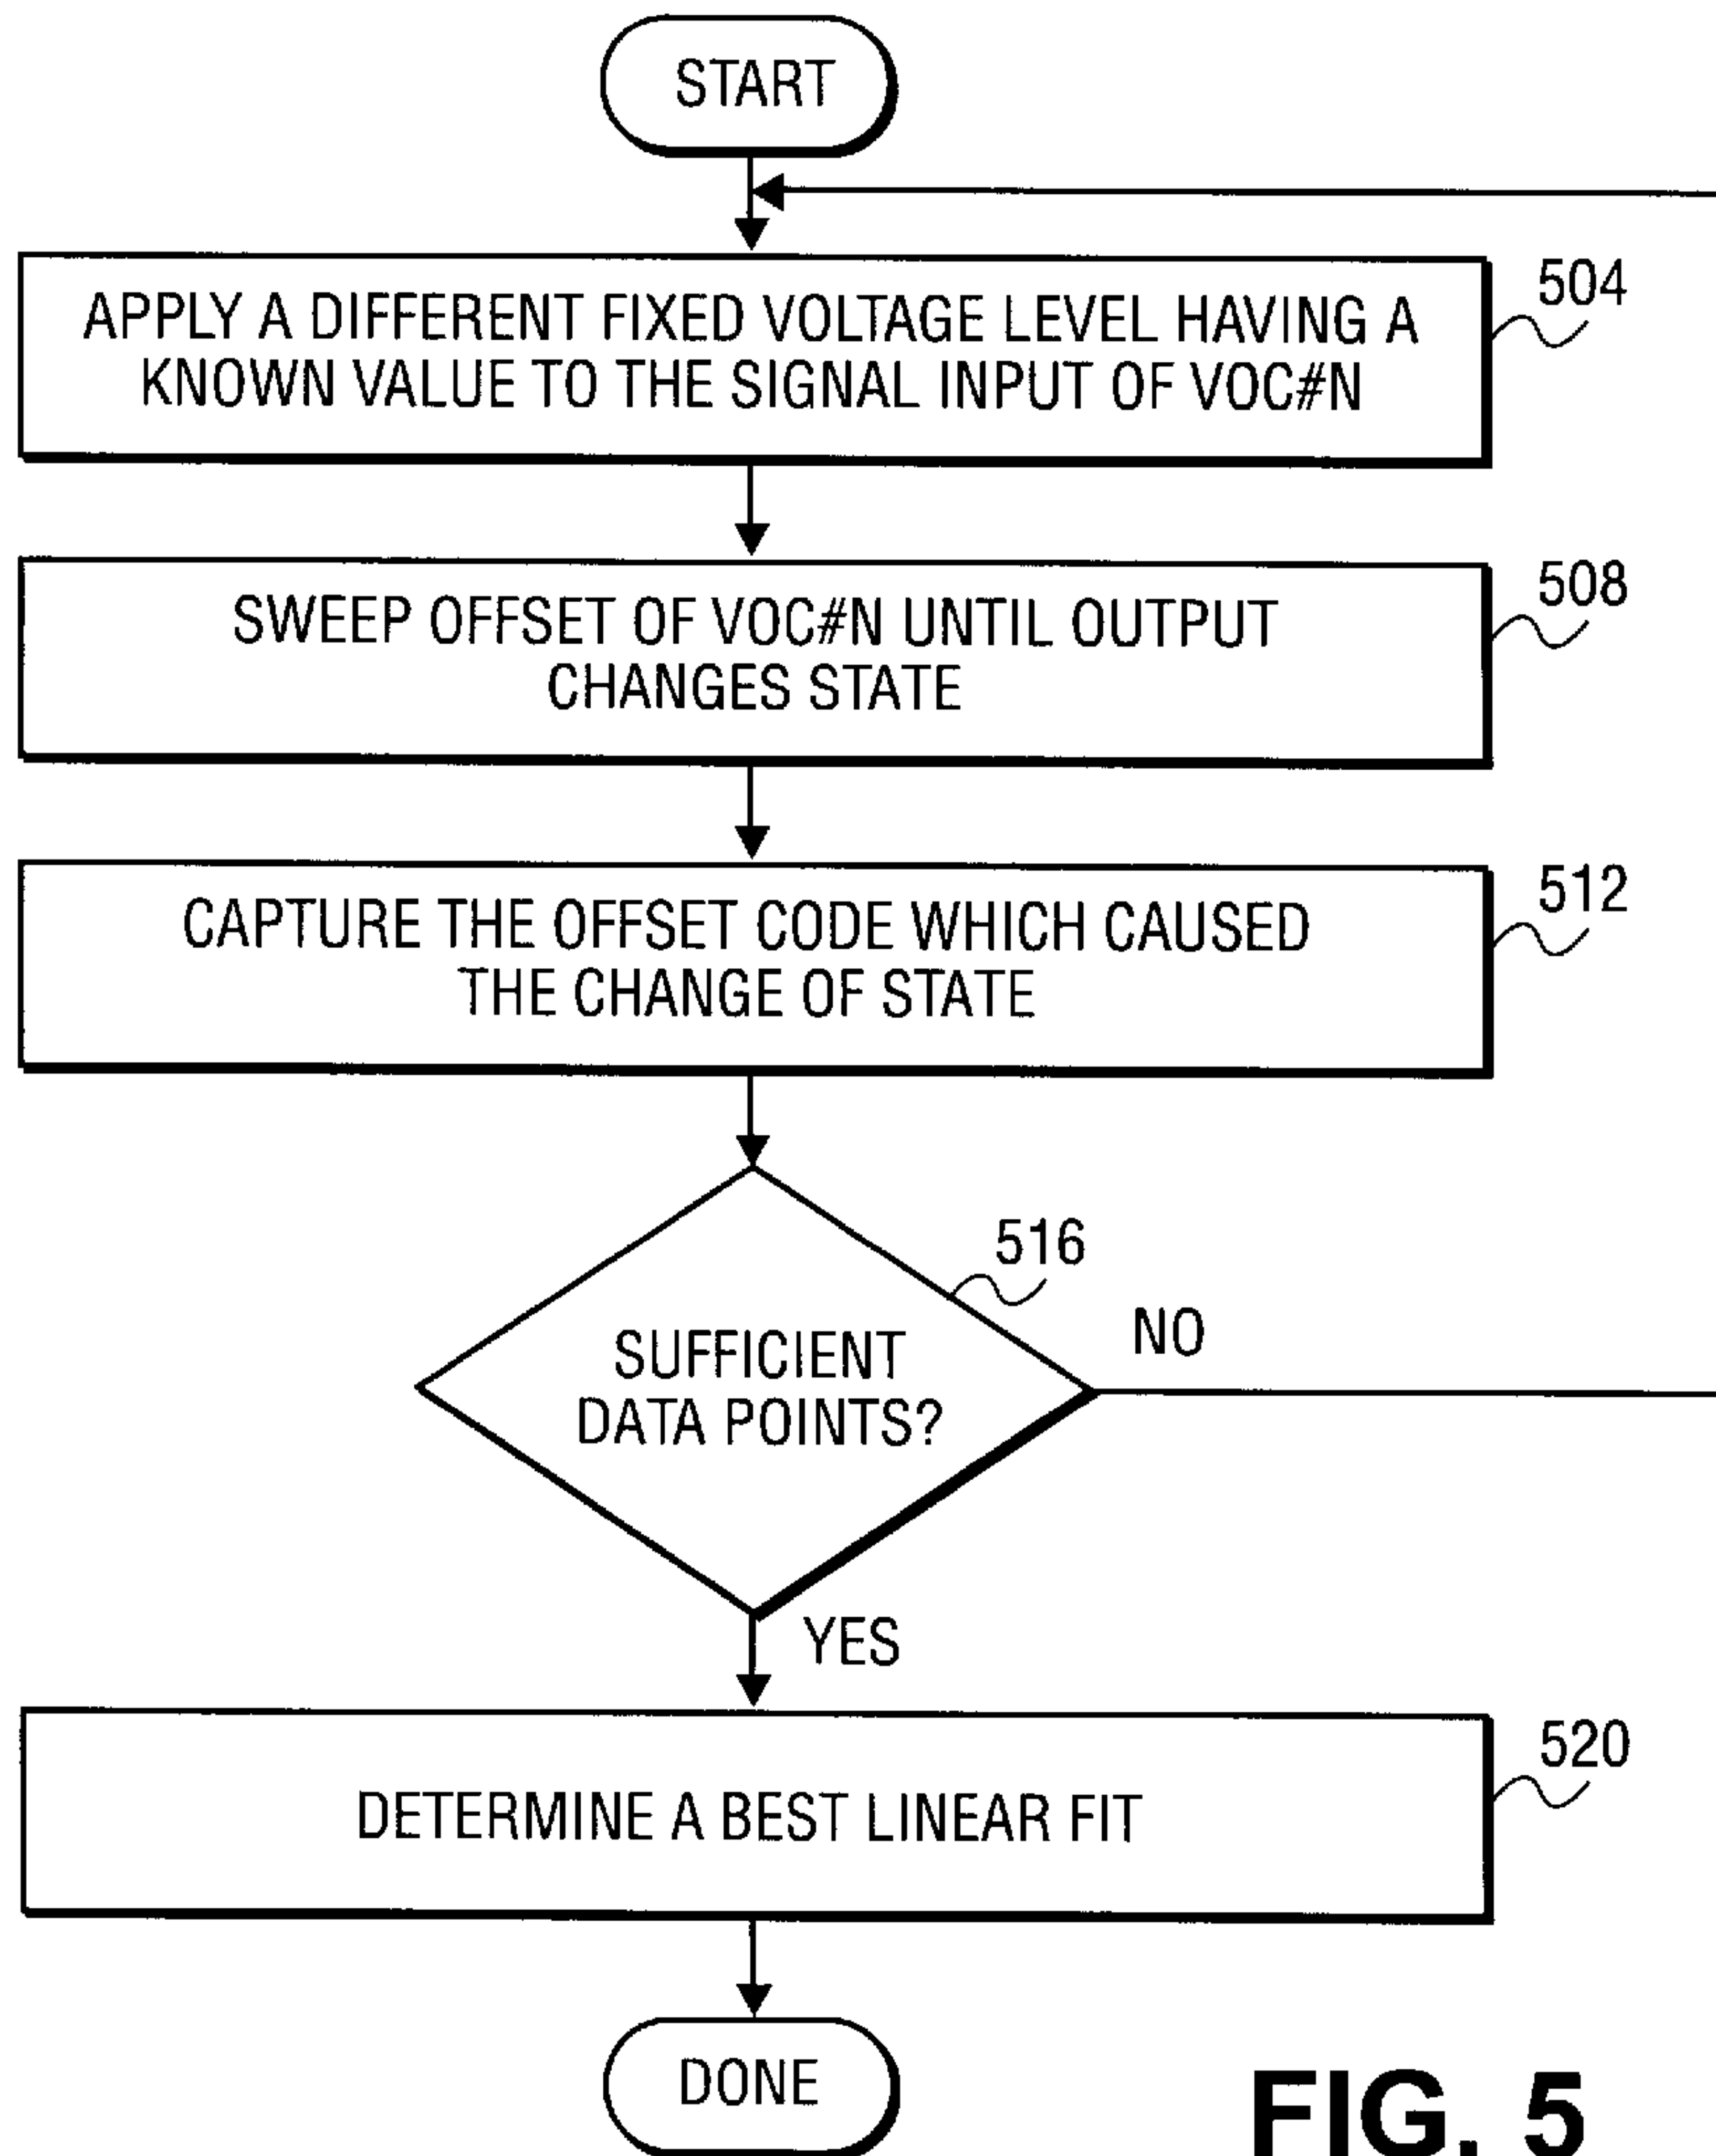 START
504
APPLY A DIFFERENT FIXED VOLTAGE LEVEL HAVING A
KNOWN VALUE TO THE SIGNAL INPUT OF VOC#N
508
SWEEP OFFSET OF VOC#N UNTIL OUTPUT
CHANGES STATE
512
CAPTURE THE OFFSET CODE WHICH CAUSED
THE CHANGE OF STATE
516
NO
SUFFICIENT
DATA POINTS?
YES
520
DETERMINE A BEST LINEAR FIT
DONE
FIG. 5